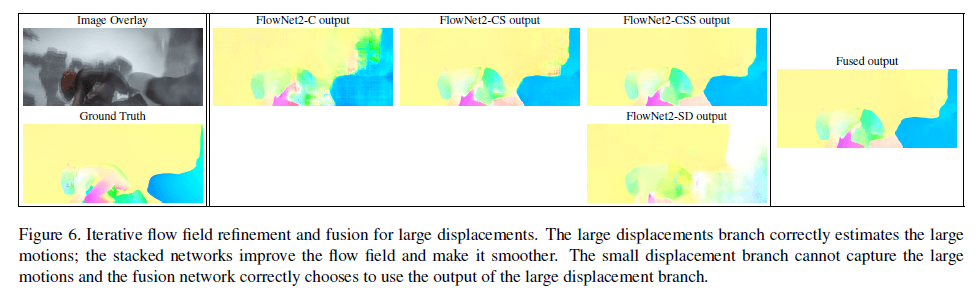 Image Overlay
FlowNet2-C output
FlowNet2-CS output
FlowNet2-CSS output
Fused output
Ground Truth
FlowNet2-SD output
Figure 6. Iterative flow field refinement and fusion for large displacements. The large displacements branch correctly estimates the large
motions; the stacked networks improve the flow field and make it smoother. The small displacement branch cannot capture the large
motions and the fusion network correctly chooses to use the output of the large displacement branch.